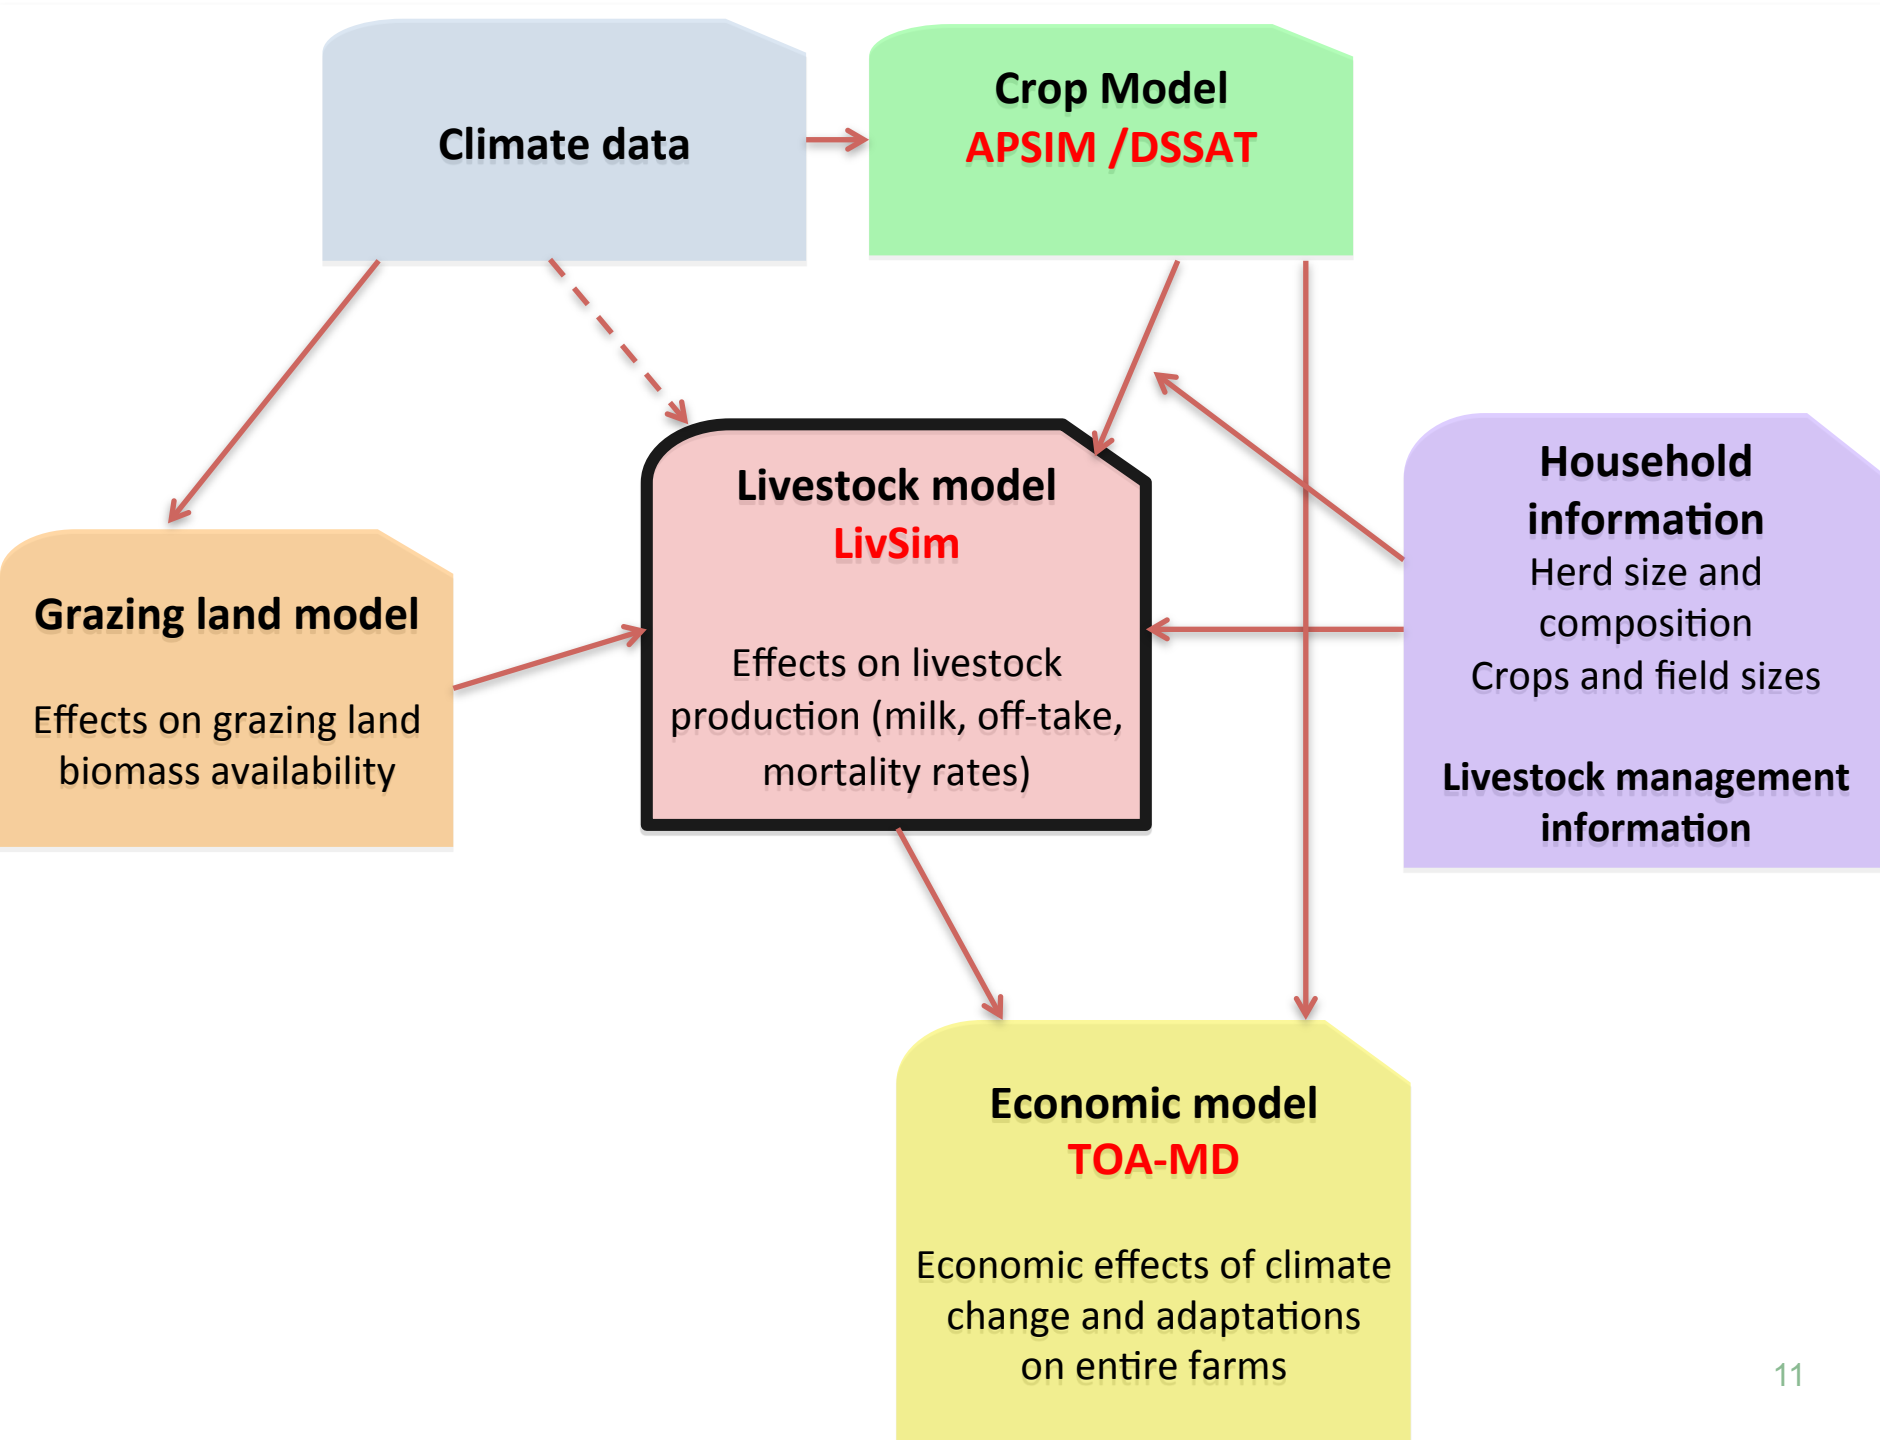 Climate data
Crop Model
APSIM /DSSAT
Livestock model
LivSim
Effects on livestock
production (milk, off-take,
mortality rates)
Grazing land model
Effects on grazing land
biomass availability
Household
information
Herd size and
composition
Crops and field sizes
Livestock management
information
Economic model
TOA-MD
Economic effects of climate
change and adaptations
on entire farms
11